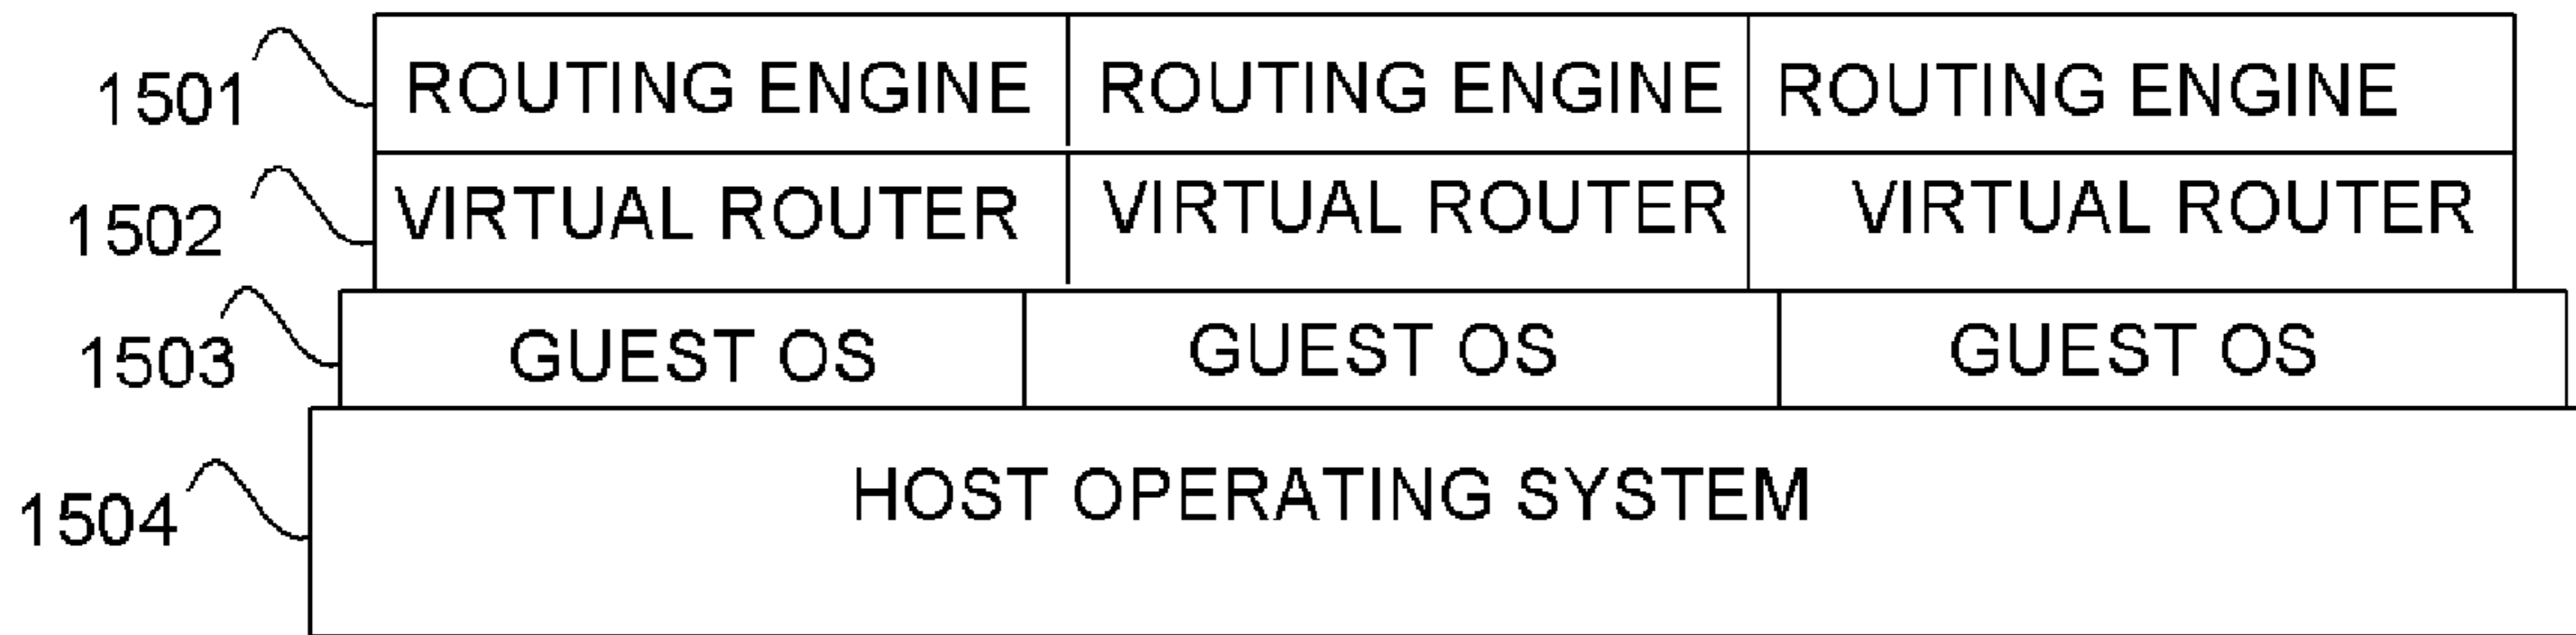 1501 ROUTING ENGINE ROUTING ENGINE ROUTING ENGINE
1502 VIRTUAL ROUTER VIRTUAL ROUTER VIRTUAL ROUTER
1503 GUEST OS GUEST OS GUEST OS
1504 HOST OPERATING SYSTEM